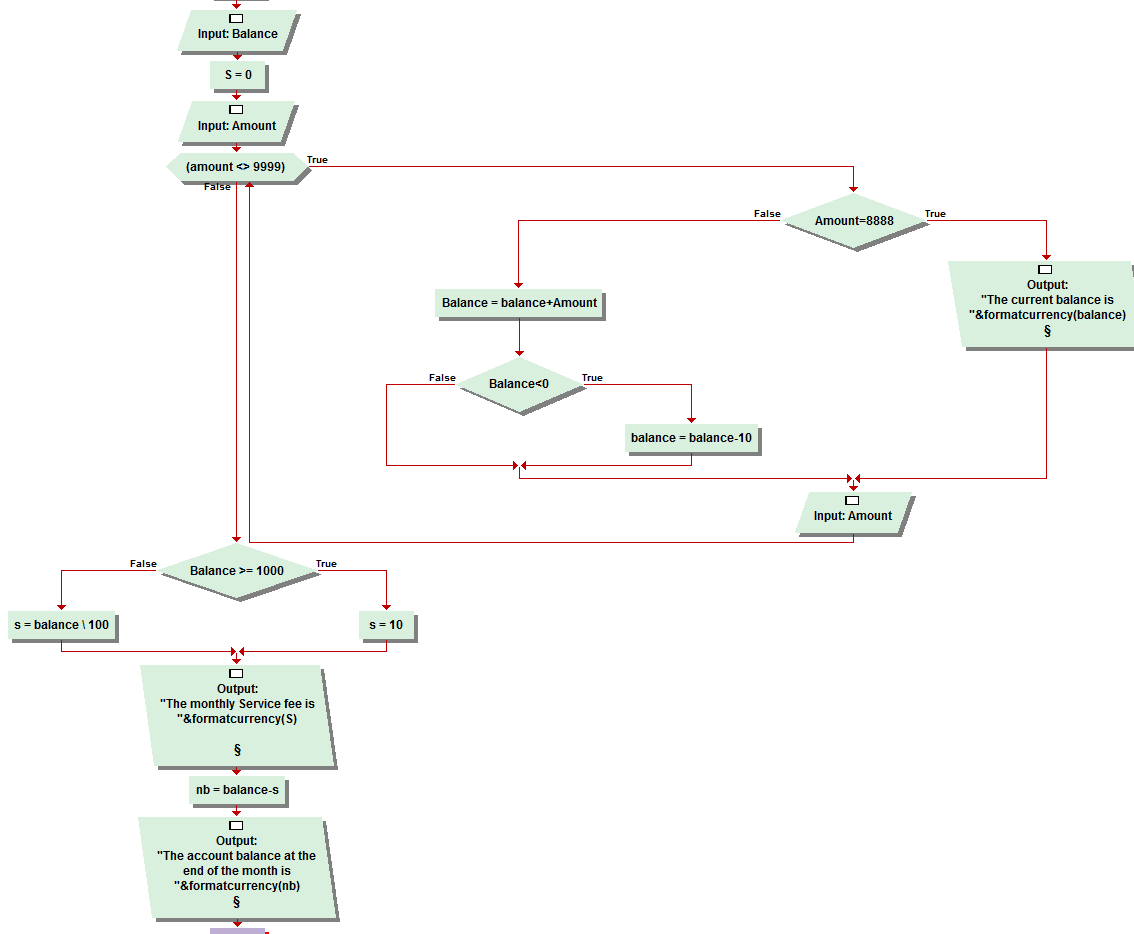 Input: Balance
S = 0
Input: Amount
(amount <> 9999)
True
False
False
Amount=8888
True
Balance = balance+Amount
Output:
"The current balance is
"&formatcurrency(balance)
§
False
Balance<0
True
balance = balance-10
Input: Amount
False
Balance >= 1000
True
s = balance \ 100
s = 10
Output:
"The monthly Service fee is
"&formatcurrency(S)
§
nb = balance-s
Output:
"The account balance at the
end of the month is
"&formatcurrency(nb)
§